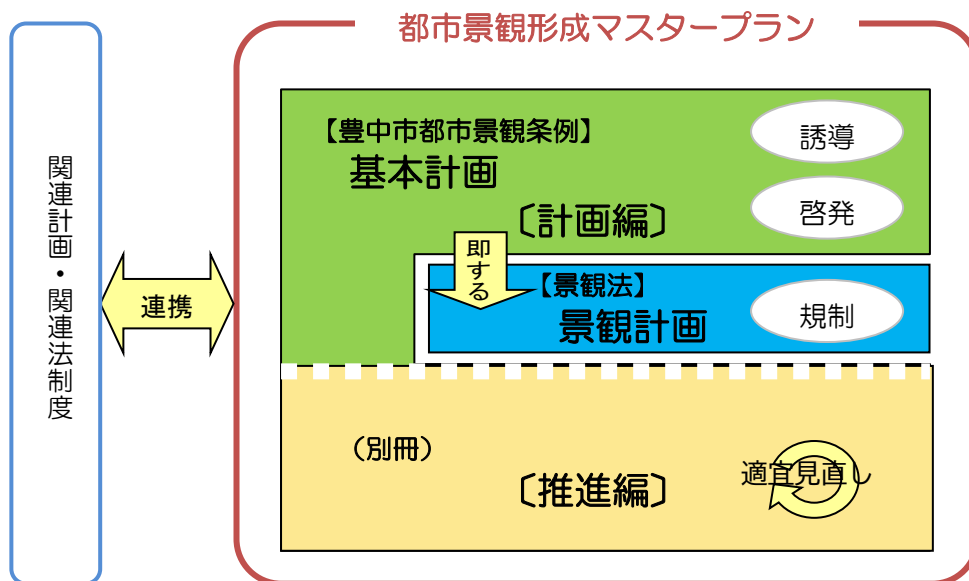 都市景観形成マスタープラン
関連計画・関連法制度
連携
【豊中市都市景観条例】
基本計画
〔計画編〕
誘導
啓発
即する
【景観法】
景観計画
規制
（別冊）
〔推進編〕
適宜見直し